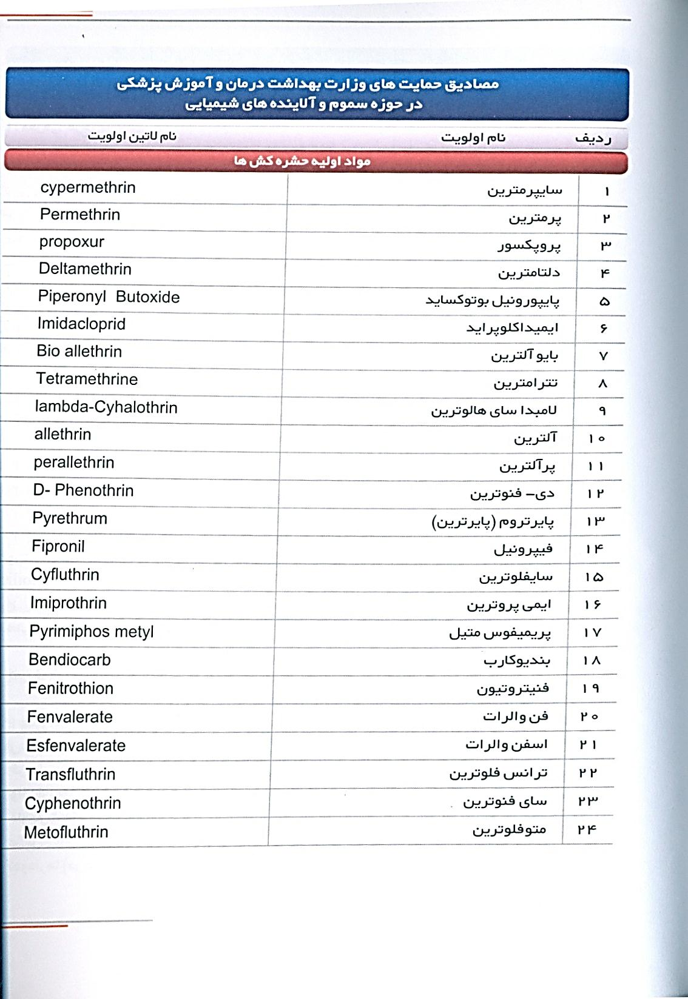 مصادیق حمایت های وزارت بهداشت درمان و آموزش پزشکی
در حوزه سموم و آلاینده های شیمیایی
ردیف نام اولویت نام لاتین اولویت
مواد اولیه حشره کش ها
۱ سایپرمترین cypermethrin
۲ پرمترین Permethrin
۳ پروپکسور propoxur
۴ دلتامترین Deltamethrin
۵ پایپورونیل بوتوکساید Piperonyl Butoxide
۶ ایمیداکلوپراید Imidacloprid
۷ بایو آلترین Bio allethrin
۸ تترامترین Tetramethrine
۹ لامبدا سای هالوترین lambda-Cyhalothrin
۱۰ آلترین allethrin
۱۱ پرآلترین perallethrin
۱۲ دی- فنوترین D- Phenothrin
۱۳ پایرتروم (پایرترین) Pyrethrum
۱۴ فیپرونیل Fipronil
۱۵ سایفلوترین Cyfluthrin
۱۶ ایمی پروترین Imiprothrin
۱۷ پریمیفوس متیل Pyrimiphos metyl
۱۸ بندیوکارب Bendiocarb
۱۹ فنیتروتیون Fenitrothion
۲۰ فن والرات Fenvalerate
۲۱ اسفن والرات Esfenvalerate
۲۲ ترانس فلوترین Transfluthrin
۲۳ سای فنوترین Cyphenothrin
۲۴ متوفلوترین Metofluthrin